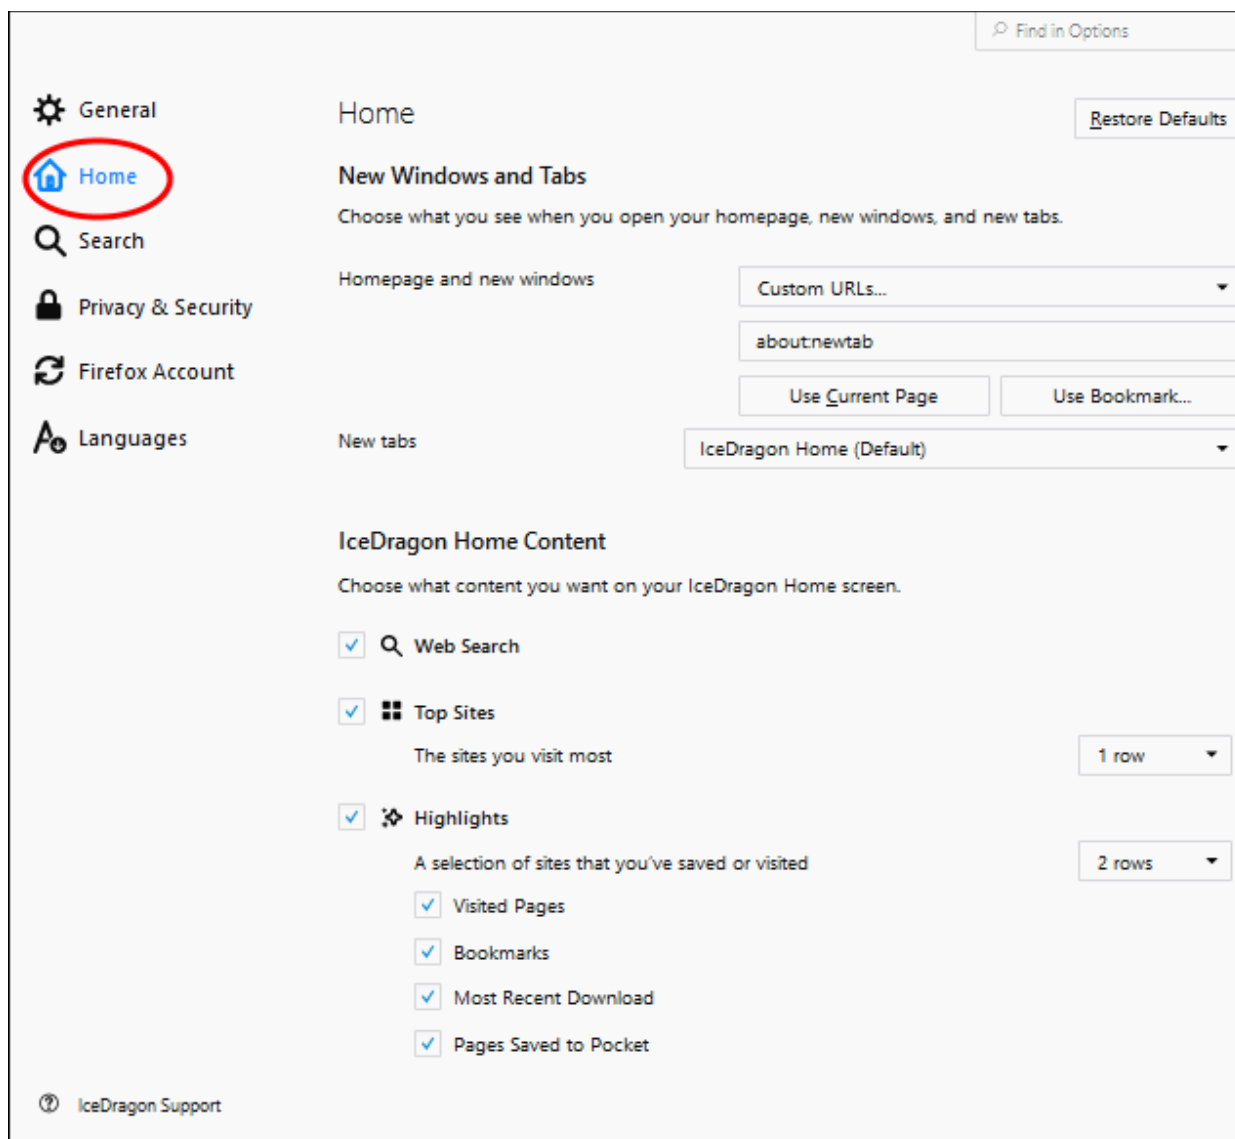 Find in Options
General
Home
Search
Privacy & Security
Firefox Account
Languages
Home
Restore Defaults
New Windows and Tabs
Choose what you see when you open your homepage, new windows, and new tabs.
Homepage and new windows
Custom URLs...
about:newtab
Use Current Page
Use Bookmark...
New tabs
IceDragon Home (Default)
IceDragon Home Content
Choose what content you want on your IceDragon Home screen.
Web Search
Top Sites
The sites you visit most
1 row
Highlights
A selection of sites that you've saved or visited
2 rows
Visited Pages
Bookmarks
Most Recent Download
Pages Saved to Pocket
IceDragon Support